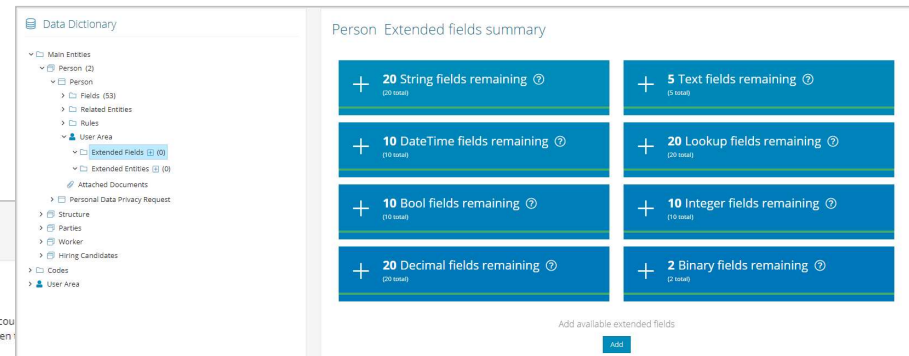 Data Dictionary
Main Entities
Person (2)
Person
Fields (53)
Related Entities
Rules
User Area
Extended Fields (0)
Extended Entities (0)
Attached Documents
Personal Data Privacy Request
Structure
Parties
Worker
Hiring Candidates
Codes
User Area
cou
en
Person Extended fields summary
20 String fields remaining
(20 total)
5 Text fields remaining
(5 total)
10 DateTime fields remaining
(10 total)
20 Lookup fields remaining
(20 total)
10 Bool fields remaining
(10 total)
10 Integer fields remaining
(10 total)
20 Decimal fields remaining
(20 total)
2 Binary fields remaining
(2 total)
Add available extended fields
Add